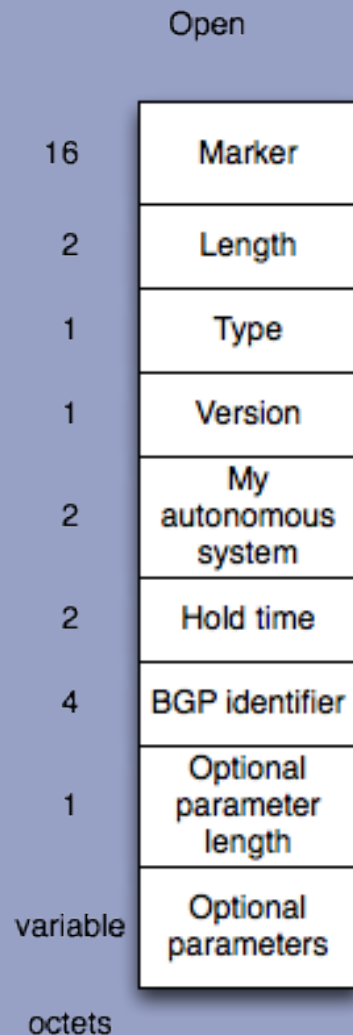 Open
16 Marker
2 Length
1 Type
1 Version
2 My
autonomous
system
2 Hold time
4 BGP identifier
1 Optional
parameter
length
variable Optional
parameters
octets